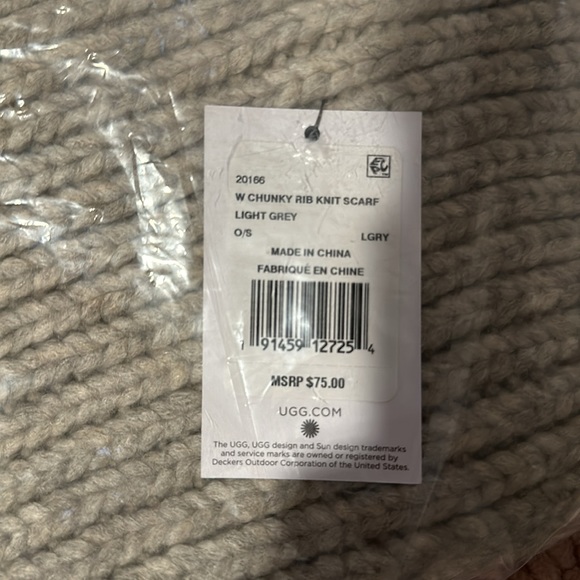 20166
W CHUNKY RIB KNIT SCARF
LIGHT GREY
O/S LGRY
MADE IN CHINA
FABRIQUÉ EN CHINE
91459 12725 4
MSRP $75.00
UGG.COM
The UGG, UGG design and Sun design trademarks
and service marks are owned or registered by
Deckers Outdoor Corporation of the United States.